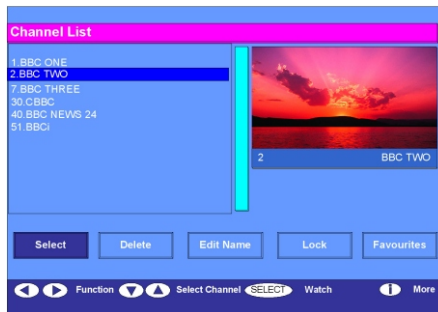 Channel List
1.BBC ONE
2.BBC TWO
7.BBC THREE
30.CBBC
40.BBC NEWS 24
51.BBCi
2 BBC TWO
Select Delete Edit Name Lock Favourites
Function Select Channel SELECT Watch i More